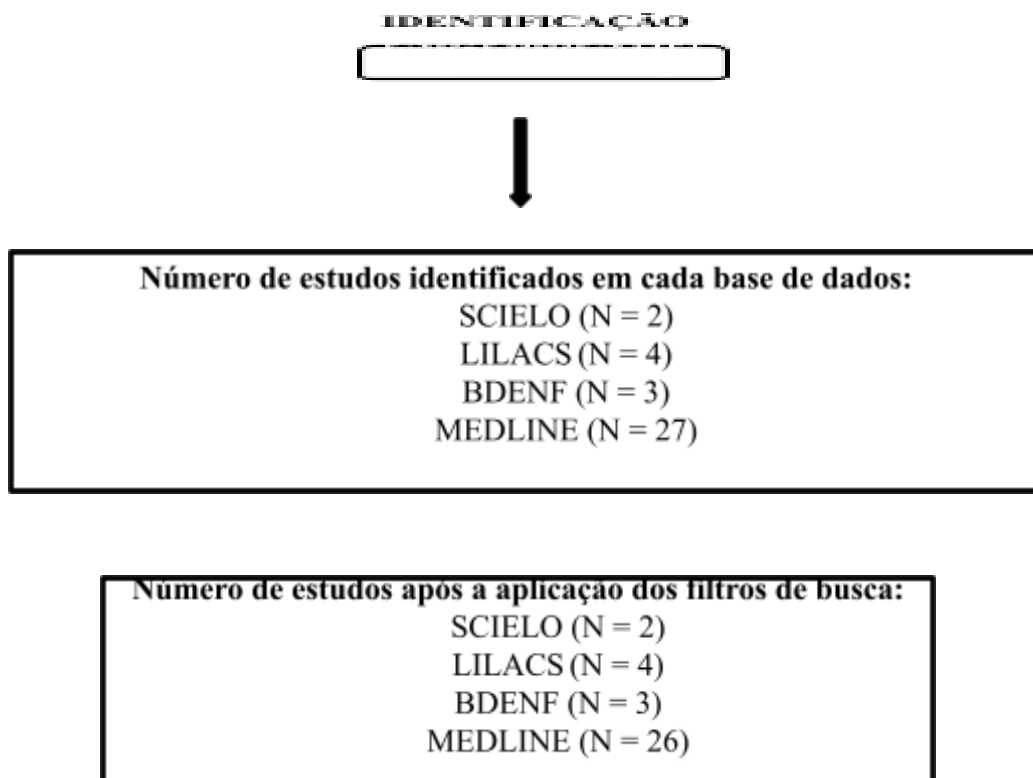 IDENTIFICAÇÃO
Número de estudos identificados em cada base de dados:
SCIELO (N = 2)
LILACS (N = 4)
BDENF (N = 3)
MEDLINE (N = 27)
Número de estudos após a aplicação dos filtros de busca:
SCIELO (N = 2)
LILACS (N = 4)
BDENF (N = 3)
MEDLINE (N = 26)